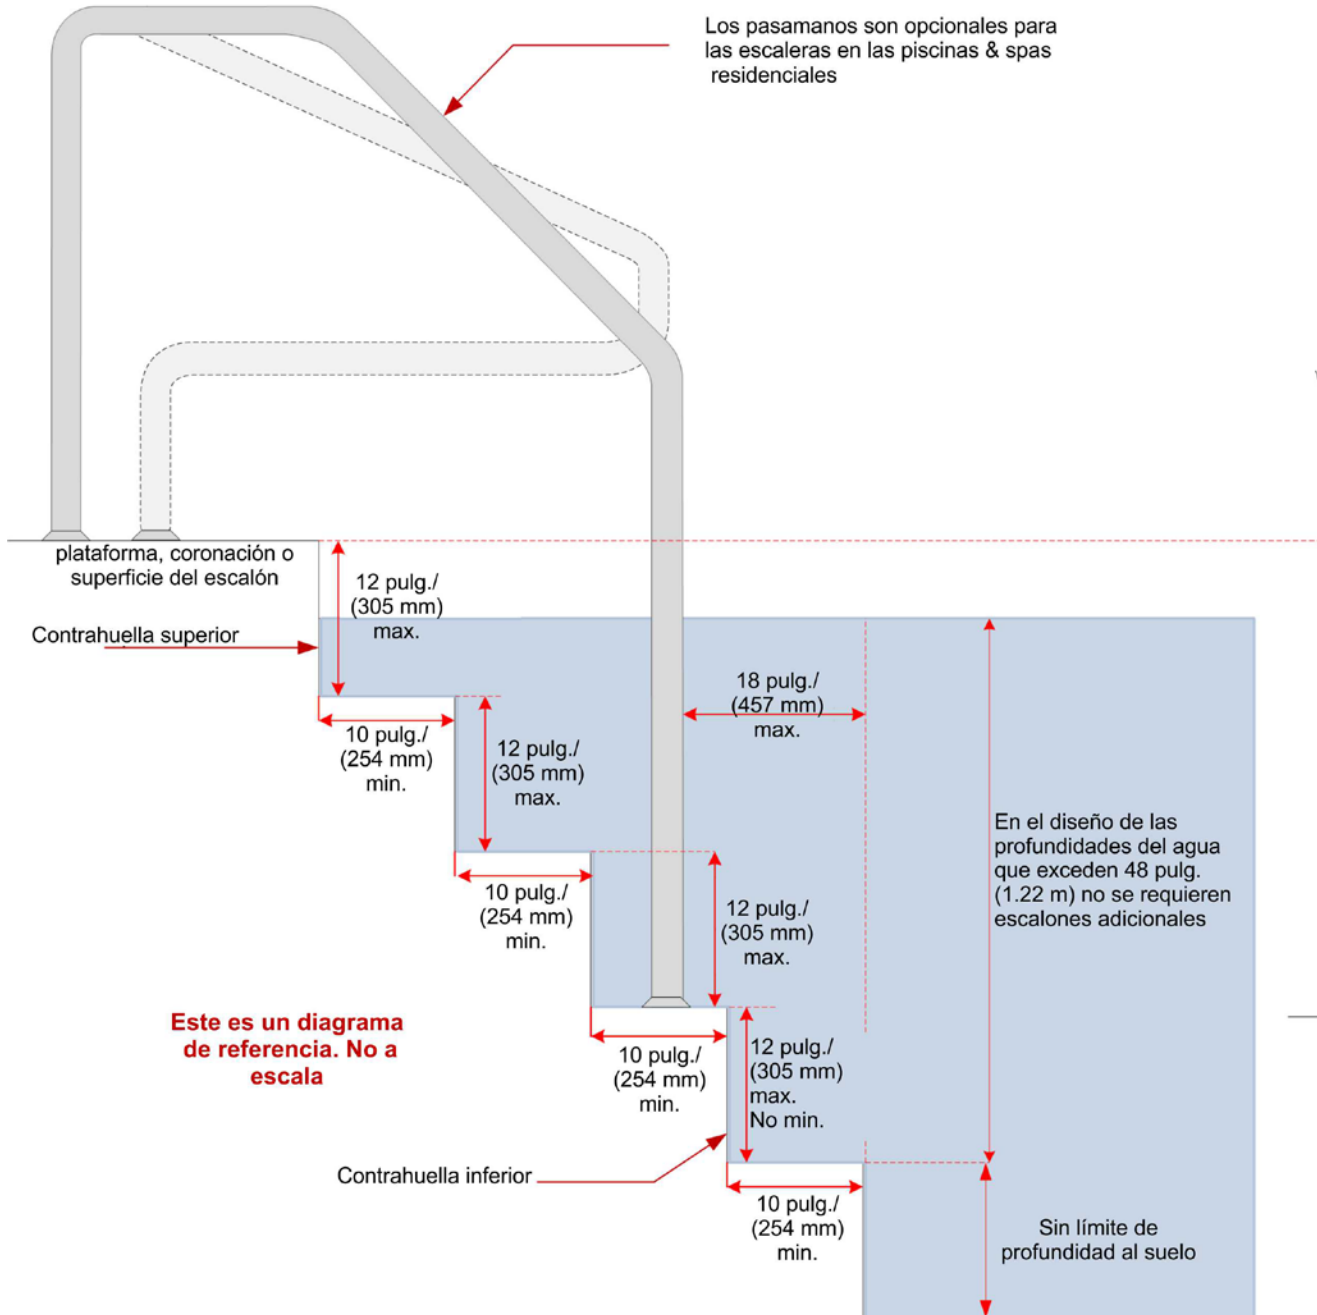 Los pasamanos son opcionales para
las escaleras en las piscinas & spas
residenciales
plataforma, coronación o
superficie del escalón
12 pulg./
(305 mm)
max.
Contrahuella superior
18 pulg./
(457 mm)
max.
10 pulg./
(254 mm)
min.
12 pulg./
(305 mm)
max.
En el diseño de las
profundidades del agua
que exceden 48 pulg.
(1.22 m) no se requieren
escalones adicionales
10 pulg./
(254 mm)
min.
12 pulg./
(305 mm)
max.
Este es un diagrama
de referencia. No a
escala
10 pulg./
(254 mm)
min.
12 pulg./
(305 mm)
max.
No min.
Contrahuella inferior
10 pulg./
(254 mm)
min.
Sin límite de
profundidad al suelo